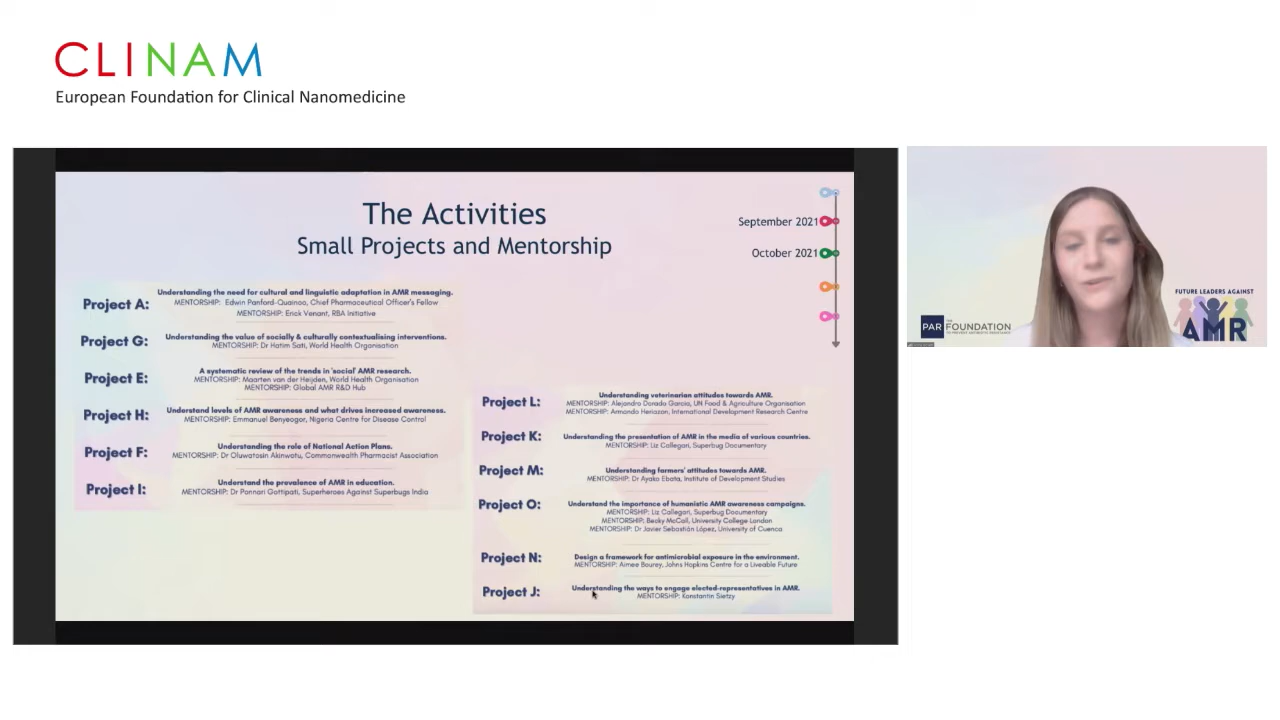 CLINAM
European Foundation for Clinical Nanomedicine
The Activities
Small Projects and Mentorship
September 2021
October 2021
Project A:
Understanding the need for cultural and linguistic adaptation in AMR messaging.
MENTORSHIP: Edwin Panford-Quainoo, Chief Pharmaceutical Officer's Fellow
MENTORSHIP: Erick Venant, RBA Initiative
Project G:
Understanding the value of socially & culturally contextualising interventions.
MENTORSHIP: Dr Hatim Sati, World Health Organisation
Project E:
A systematic review of the trends in 'social' AMR research.
MENTORSHIP: Maarten van der Heijden, World Health Organisation
MENTORSHIP: Global AMR R&D Hub
Project H:
Understand levels of AMR awareness and what drives increased awareness.
MENTORSHIP: Emmanuel Benyeogor, Nigeria Centre for Disease Control
Project F:
Understanding the role of National Action Plans.
MENTORSHIP: Dr Oluwatosin Akinwotu, Commonwealth Pharmacist Association
Project I:
Understand the prevalence of AMR in education.
MENTORSHIP: Dr Ponnari Gottipati, Superheroes Against Superbugs India
Project L:
Understanding veterinarian attitudes towards AMR.
MENTORSHIP: Alejandro Dorado Garcia, UN Food & Agriculture Organisation
MENTORSHIP: Armando Heriazon, International Development Research Centre
Project K:
Understanding the presentation of AMR in the media of various countries.
MENTORSHIP: Liz Callegari, Superbug Documentary
Project M:
Understanding farmers' attitudes towards AMR.
MENTORSHIP: Dr Ayako Ebata, Institute of Development Studies
Project O:
Understand the importance of humanistic AMR awareness campaigns.
MENTORSHIP: Liz Callegari, Superbug Documentary
MENTORSHIP: Becky McCall, University College London
MENTORSHIP: Dr Javier Sebastián López, University of Cuenca
Project N:
Design a framework for antimicrobial exposure in the environment.
MENTORSHIP: Aimee Bourey, Johns Hopkins Centre for a Liveable Future
Project J:
Understanding the ways to engage elected-representatives in AMR.
MENTORSHIP: Konstantin Sietzy
PAR
THE
FOUNDATION
FUTURE LEADERS AGAINST
AMR